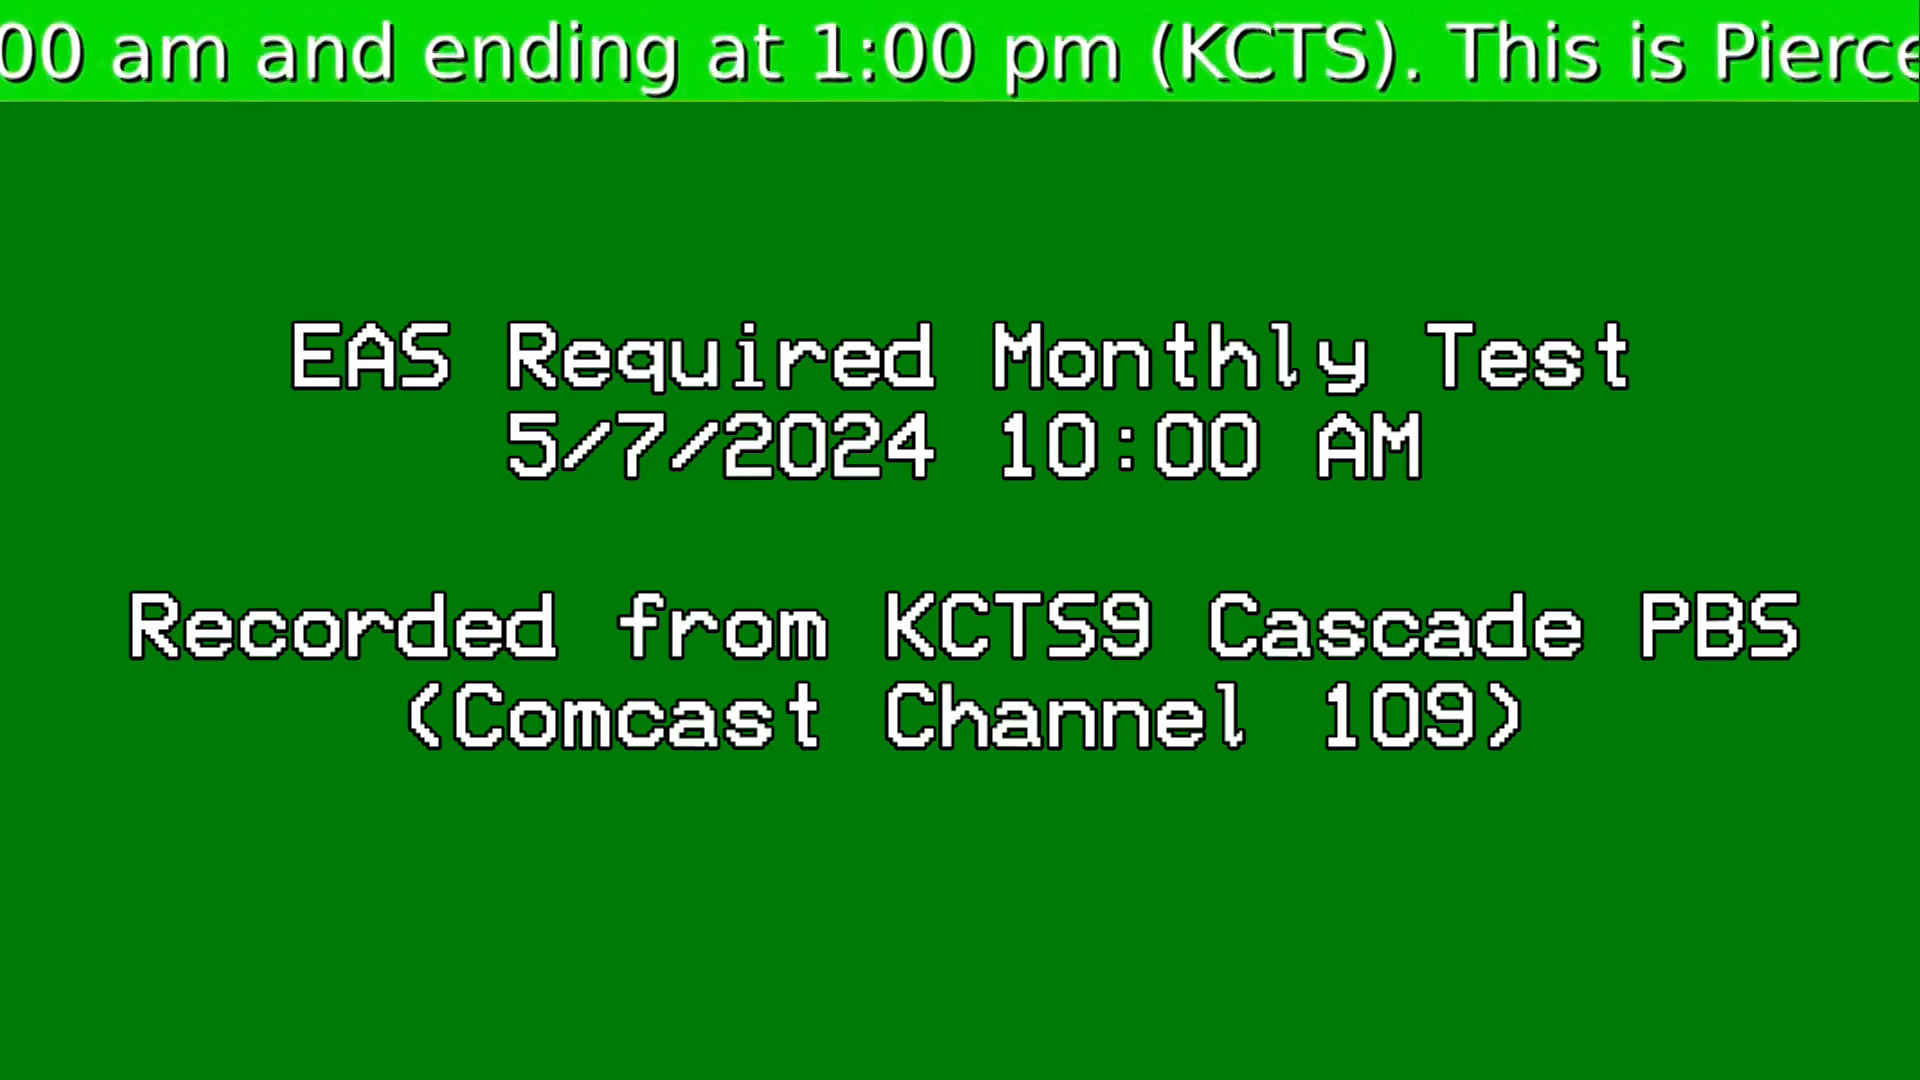 00 am and ending at 1:00 pm (KCTS). This is Pierce
EAS Required Monthly Test
5/7/2024 10:00 AM
Recorded from KCTS9 Cascade PBS
(Comcast Channel 109)